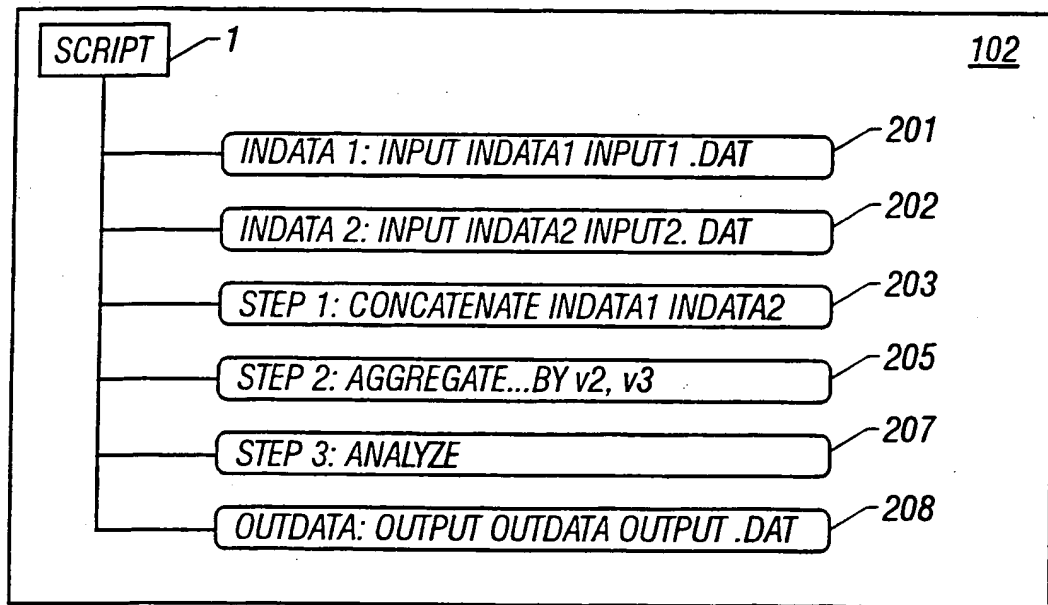 SCRIPT 1 102
INDATA 1: INPUT INDATA1 INPUT1 .DAT 201
INDATA 2: INPUT INDATA2 INPUT2. DAT 202
STEP 1: CONCATENATE INDATA1 INDATA2 203
STEP 2: AGGREGATE...BY v2, v3 205
STEP 3: ANALYZE 207
OUTDATA: OUTPUT OUTDATA OUTPUT .DAT 208